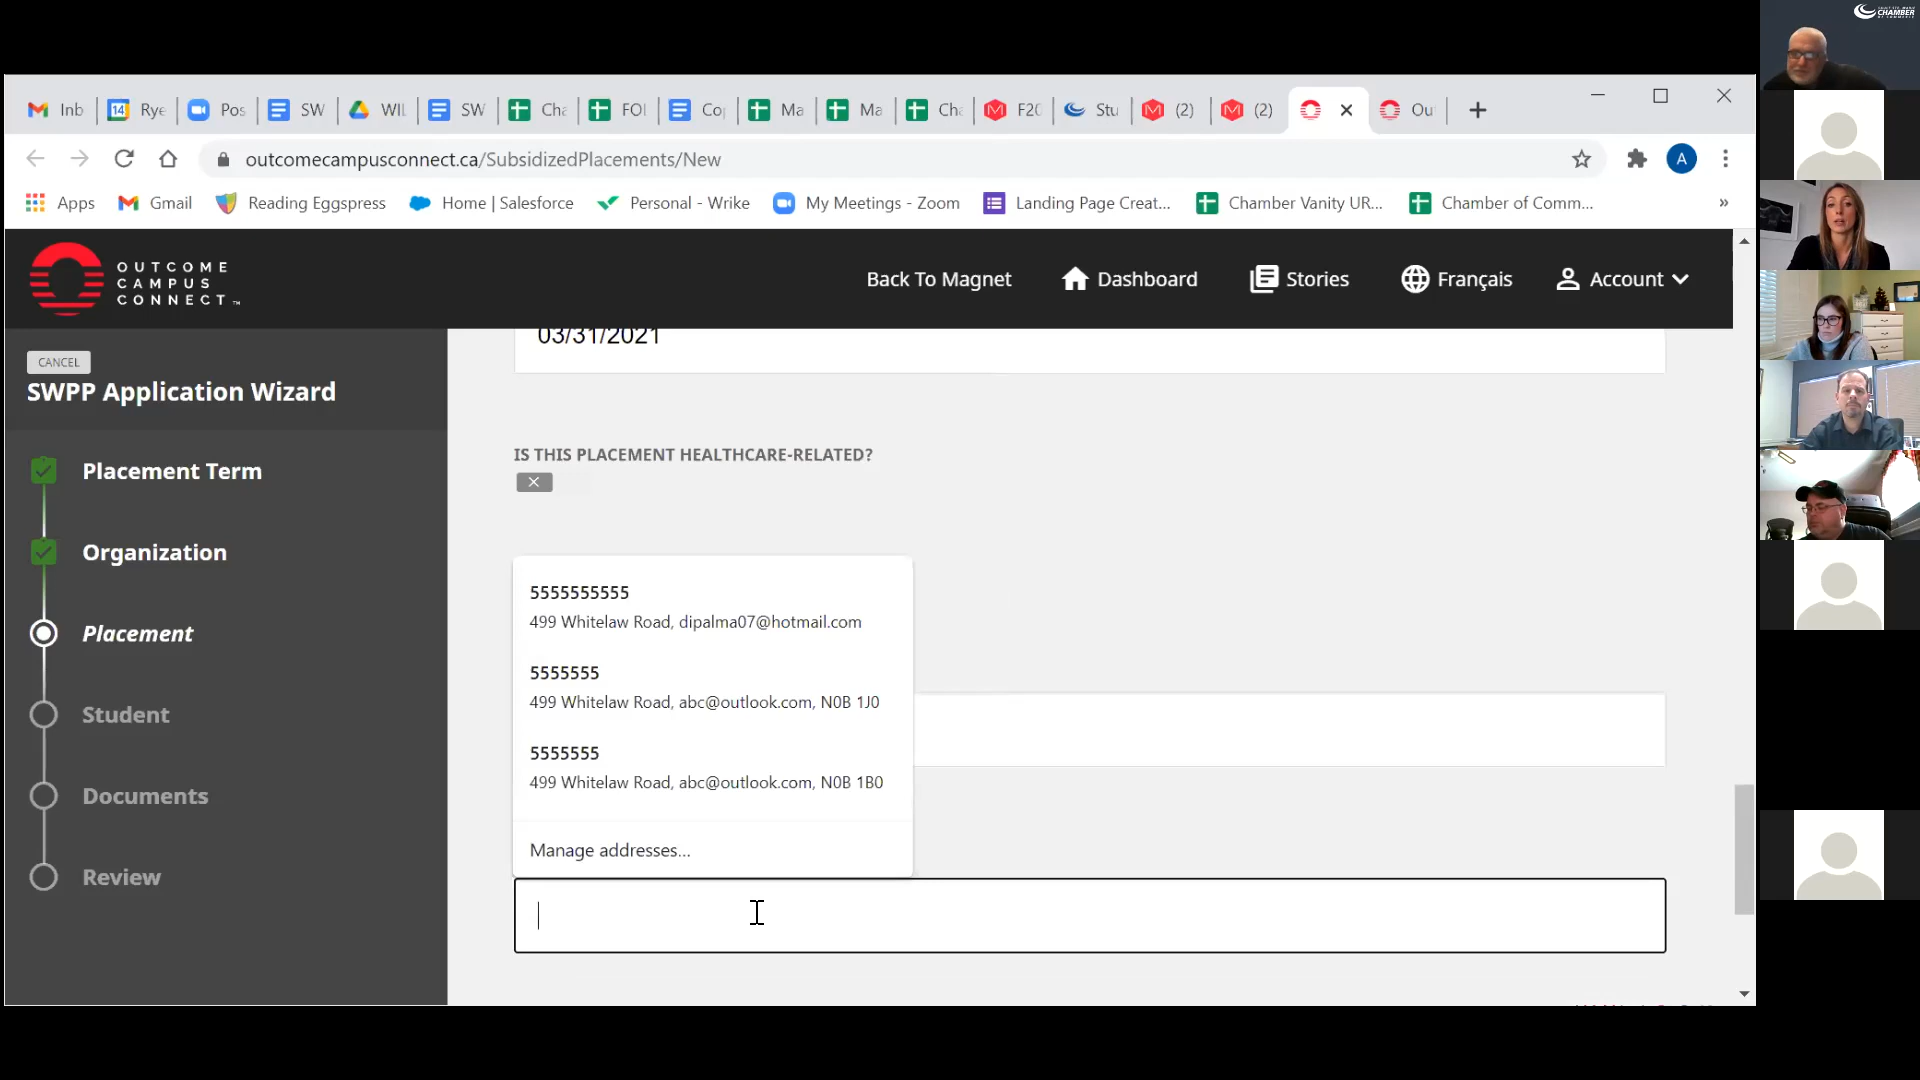 Inb
14
Rye
Pos
SW
WIL
SW
Cha
FOI
Co
Ma
Ma
Cha
F20
Stu
(2)
(2)
Ou
outcomecampusconnect.ca/SubsidizedPlacements/New
A
Apps
Gmail
Reading Eggspress
Home | Salesforce
Personal - Wrike
My Meetings - Zoom
Landing Page Creat...
Chamber Vanity UR...
Chamber of Comm...
»
OUTCOME
CAMPUS
CONNECT™
Back To Magnet
Dashboard
Stories
Français
Account
CANCEL
SWPP Application Wizard
Placement Term
Organization
Placement
Student
Documents
Review
03/31/2021
IS THIS PLACEMENT HEALTHCARE-RELATED?
5555555555
499 Whitelaw Road, dipalma07@hotmail.com
5555555
499 Whitelaw Road, abc@outlook.com, N0B 1J0
5555555
499 Whitelaw Road, abc@outlook.com, N0B 1B0
Manage addresses...
CHAMBER